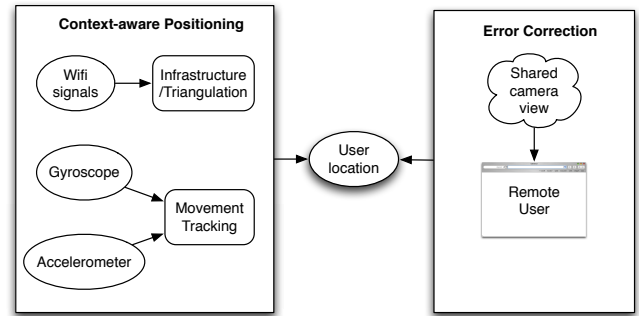 Context-aware Positioning
Wifi
signals
Infrastructure
/Triangulation
Gyroscope
Movement
Tracking
Accelerometer
User
location
Error Correction
Shared
camera
view
Remote
User